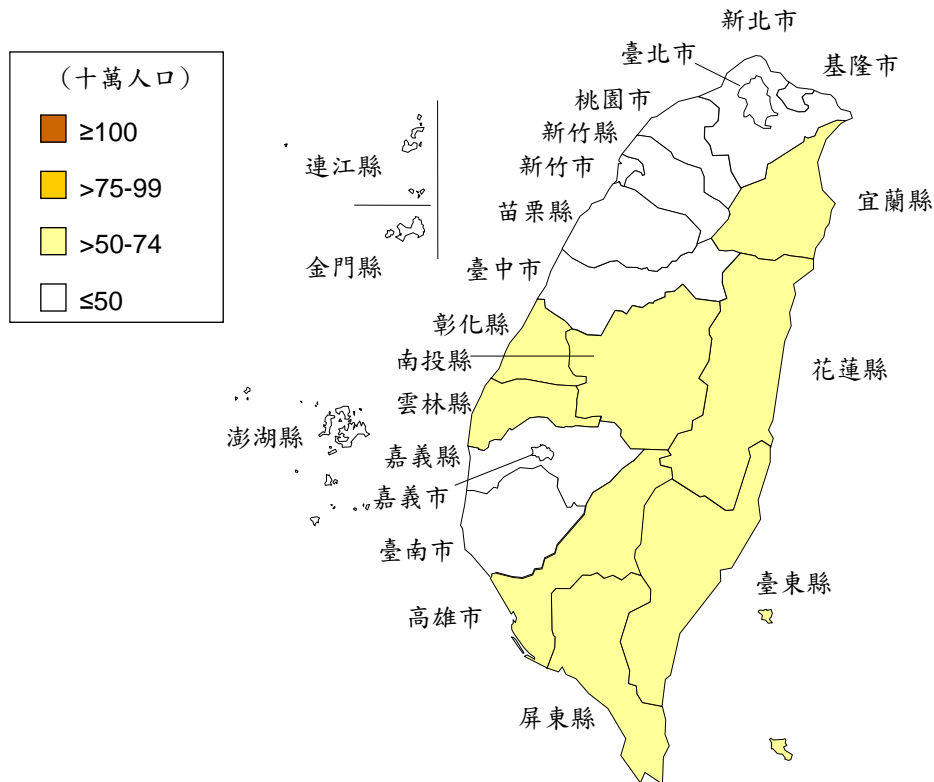 （十萬人口）
≥100
>75-99
>50-74
≤50
新北市
臺北市
基隆市
桃園市
新竹縣
新竹市
連江縣
苗栗縣
宜蘭縣
金門縣
臺中市
彰化縣
南投縣
花蓮縣
雲林縣
澎湖縣
嘉義縣
嘉義市
臺南市
臺東縣
高雄市
屏東縣